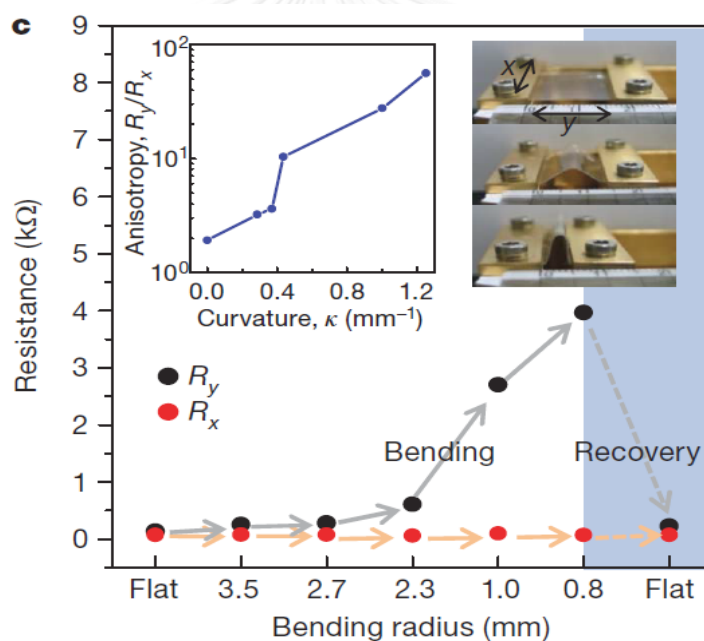 c
9
8
7
6
5
4
3
2
1
0
Resistance (kΩ)
10²
10¹
10⁰
Anisotropy, Ry/Rx
0.0 0.4 0.8 1.2
Curvature, κ (mm⁻¹)
x
y
Ry
Rx
Bending
Recovery
Flat 3.5 2.7 2.3 1.0 0.8 Flat
Bending radius (mm)